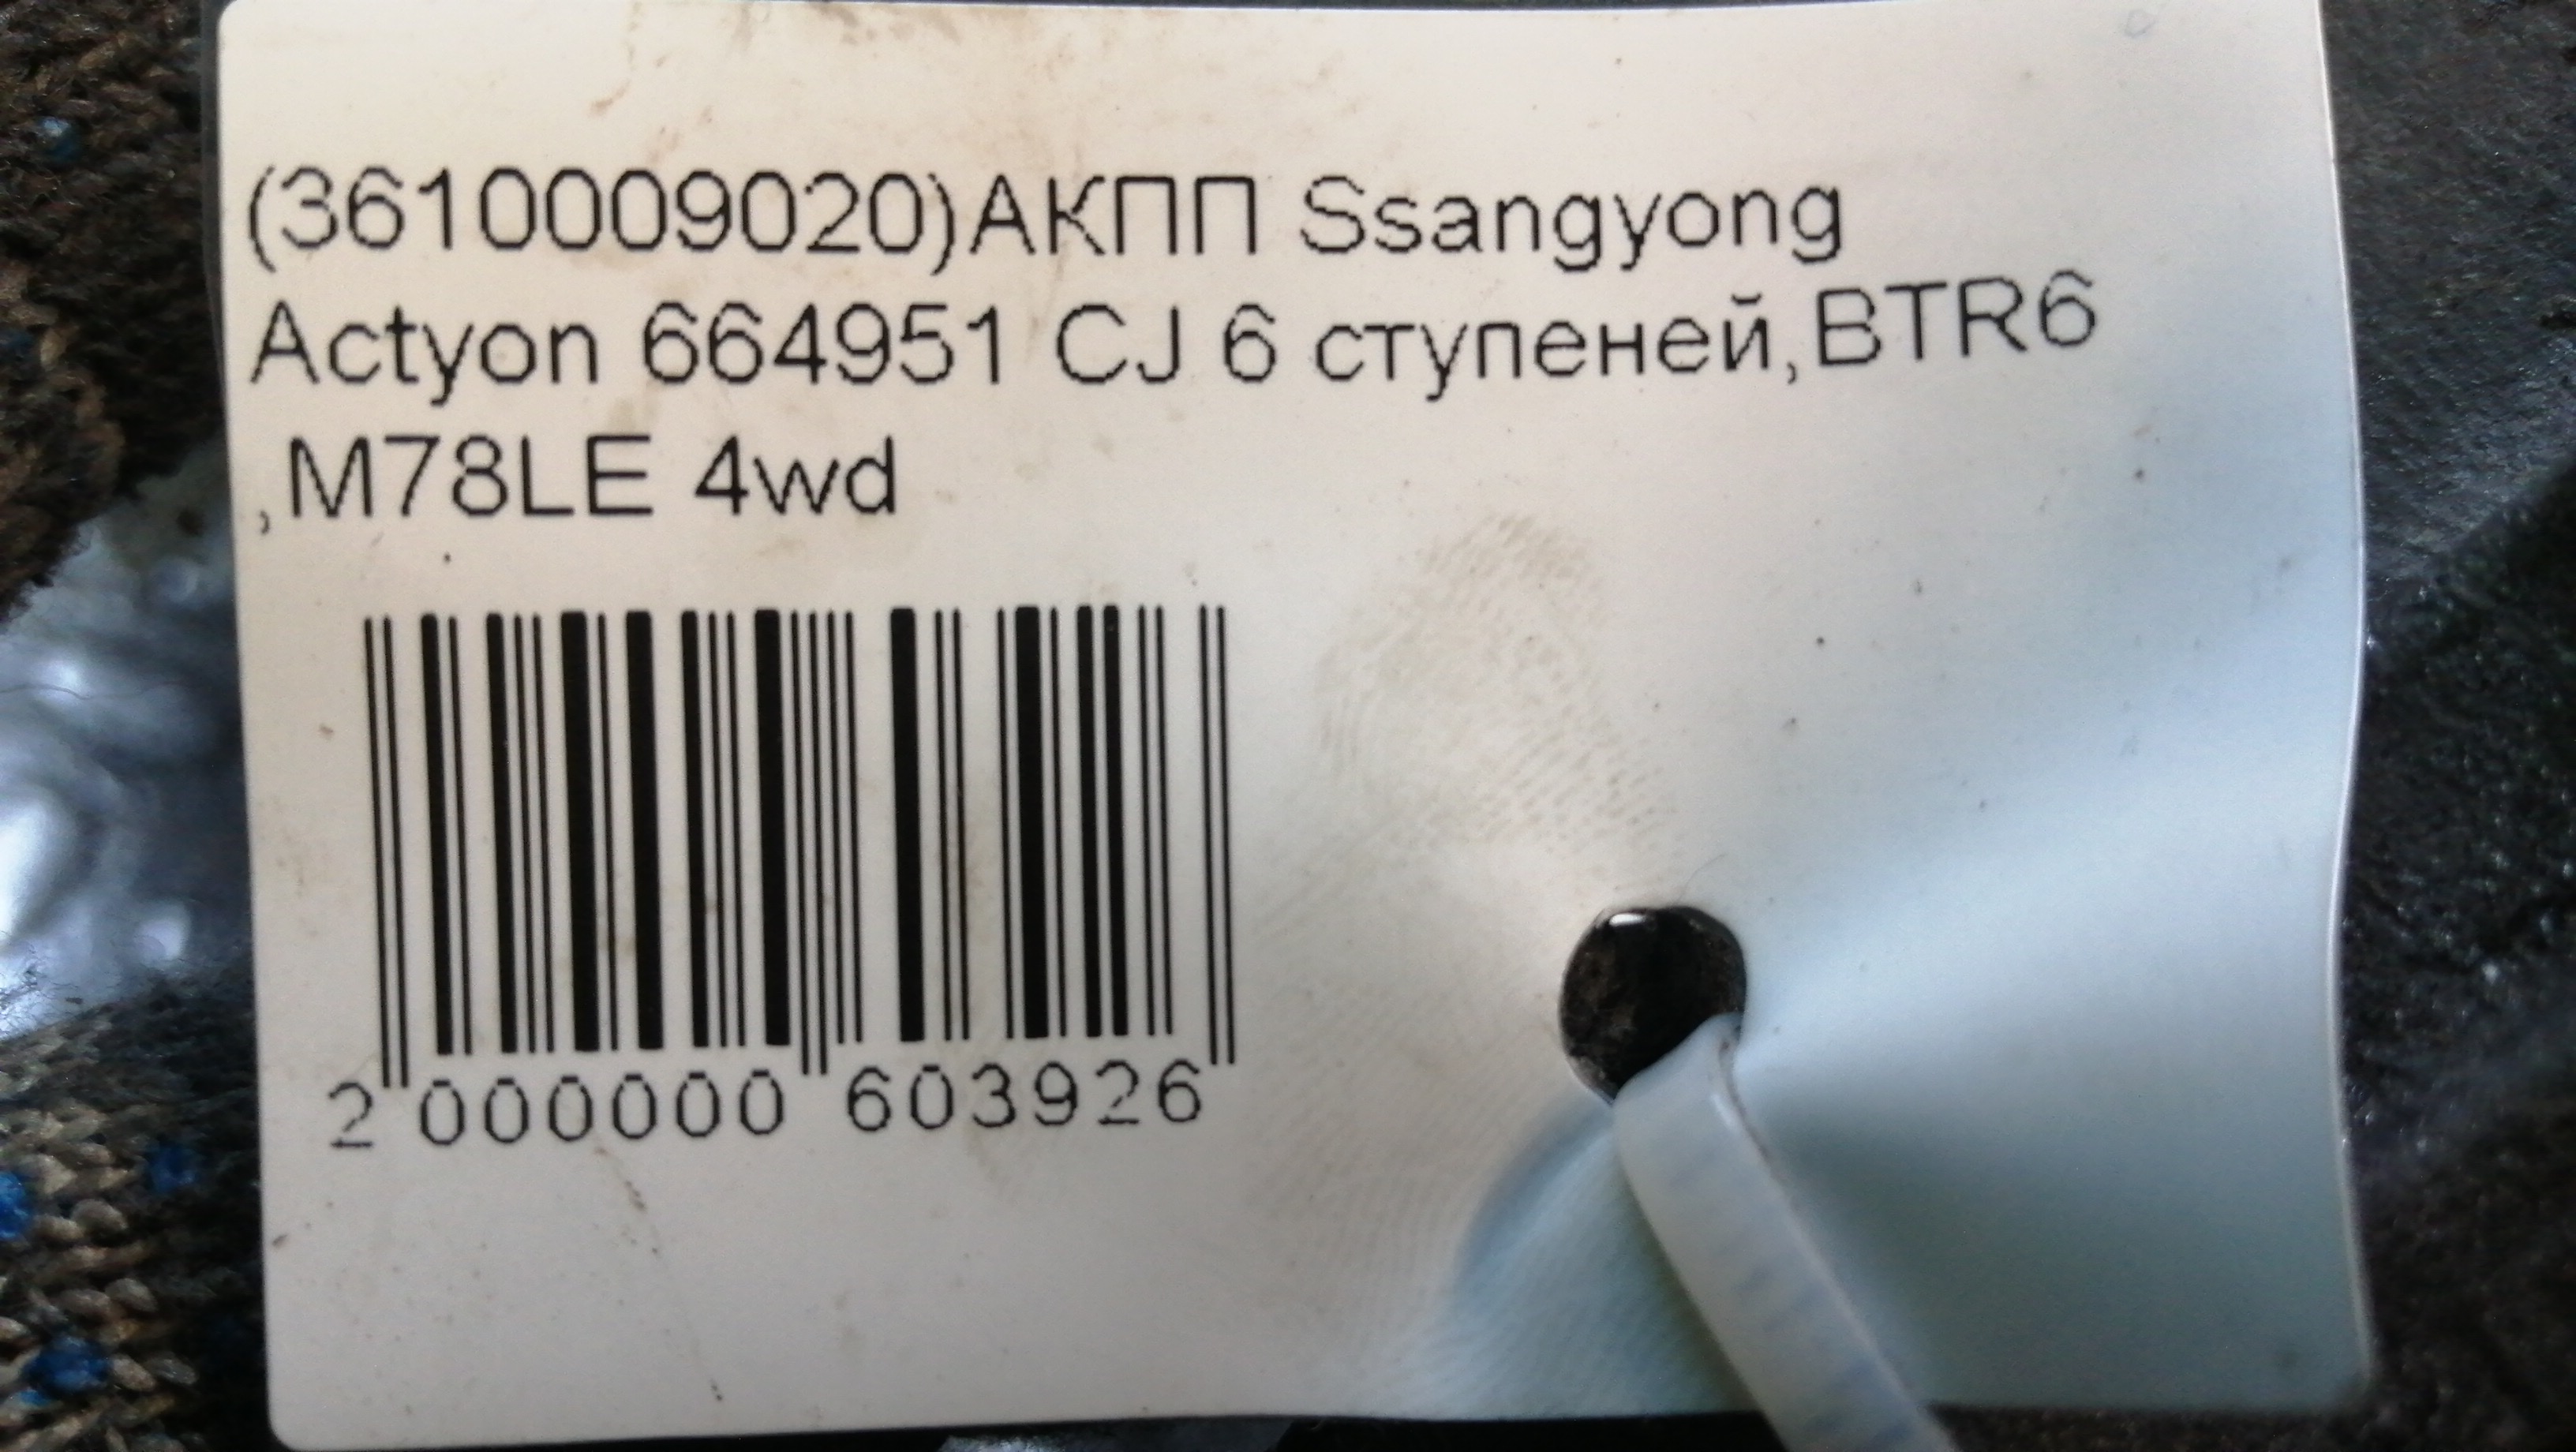 (3610009020)АКПП Ssangyong
Actyon 664951 CJ 6 ступеней,BTR6
,M78LE 4wd
2 000000 603926